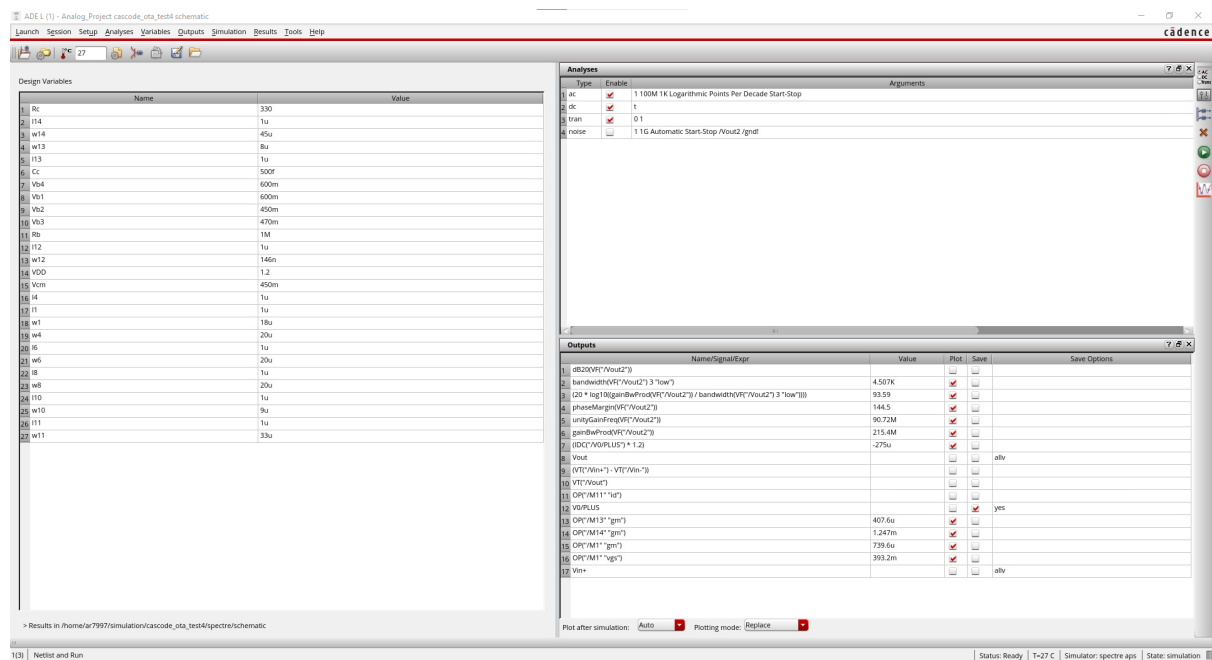 ADE L (1) - Analog_Project cascode_ota_test4 schematic
Launch Session Setup Analyses Variables Outputs Simulation Results Tools Help
cādence
°C 27
Design Variables
Name Value
1 Rc 330
2 l14 1u
3 w14 45u
4 w13 8u
5 l13 1u
6 Cc 500f
7 Vb4 600m
8 Vb1 600m
9 Vb2 450m
10 Vb3 470m
11 Rb 1M
12 l12 1u
13 w12 146n
14 VDD 1.2
15 Vcm 450m
16 l4 1u
17 l1 1u
18 w1 18u
19 w4 20u
20 l6 1u
21 w6 20u
22 l8 1u
23 w8 20u
24 l10 1u
25 w10 9u
26 l11 1u
27 w11 33u
> Results in /home/ar7997/simulation/cascode_ota_test4/spectre/schematic
Analyses
Type Enable Arguments
1 ac 1 100M 1K Logarithmic Points Per Decade Start-Stop
2 dc t
3 tran 0 1
4 noise 1 1G Automatic Start-Stop /Vout2 /gnd!
AC
DC
Trans
Outputs
Name/Signal/Expr Value Plot Save Save Options
1 dB20(VF("/Vout2"))
2 bandwidth(VF("/Vout2") 3 "low") 4.507K
3 (20 * log10((gainBwProd(VF("/Vout2")) / bandwidth(VF("/Vout2") 3 "low")))) 93.59
4 phaseMargin(VF("/Vout2")) 144.5
5 unityGainFreq(VF("/Vout2")) 90.72M
6 gainBwProd(VF("/Vout2")) 215.4M
7 (IDC("/V0/PLUS") * 1.2) -275u
8 Vout allv
9 (VT("/Vin+") - VT("/Vin-"))
10 VT("/Vout")
11 OP("/M11" "id")
12 V0/PLUS yes
13 OP("/M13" "gm") 407.6u
14 OP("/M14" "gm") 1.247m
15 OP("/M1" "gm") 739.6u
16 OP("/M1" "vgs") 393.2m
17 Vin+ allv
Plot after simulation: Auto Plotting mode: Replace
1(3) Netlist and Run
Status: Ready T=27 C Simulator: spectre aps State: simulation